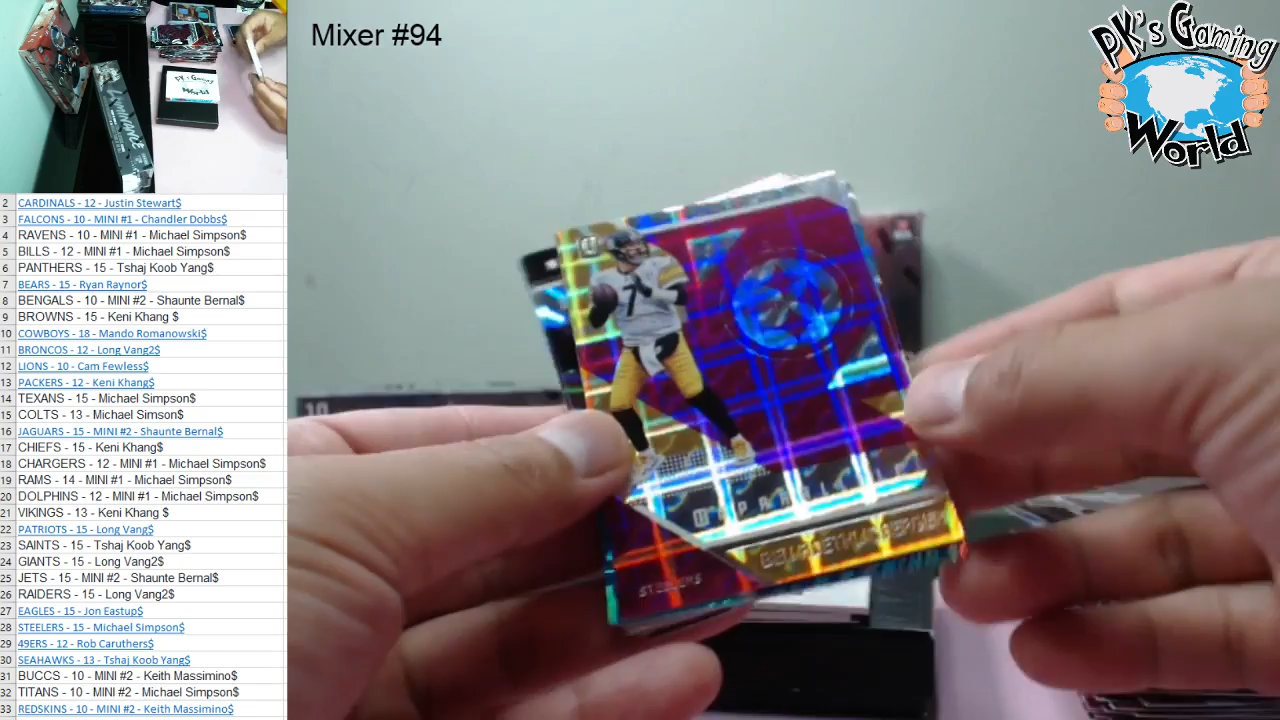 Mixer #94
PK's Gaming
World
PK's Gaming
World
LUMINANCE
2 CARDINALS - 12 - Justin Stewart$
3 FALCONS - 10 - MINI #1 - Chandler Dobbs$
4 RAVENS - 10 - MINI #1 - Michael Simpson$
5 BILLS - 12 - MINI #1 - Michael Simpson$
6 PANTHERS - 15 - Tshaj Koob Yang$
7 BEARS - 15 - Ryan Raynor$
8 BENGALS - 10 - MINI #2 - Shaunte Bernal$
9 BROWNS - 15 - Keni Khang $
10 COWBOYS - 18 - Mando Romanowski$
11 BRONCOS - 12 - Long Vang2$
12 LIONS - 10 - Cam Fewless$
13 PACKERS - 12 - Keni Khang$
14 TEXANS - 15 - Michael Simpson$
15 COLTS - 13 - Michael Simson$
16 JAGUARS - 15 - MINI #2 - Shaunte Bernal$
17 CHIEFS - 15 - Keni Khang$
18 CHARGERS - 12 - MINI #1 - Michael Simpson$
19 RAMS - 14 - MINI #1 - Michael Simpson$
20 DOLPHINS - 12 - MINI #1 - Michael Simpson$
21 VIKINGS - 13 - Keni Khang $
22 PATRIOTS - 15 - Long Vang$
23 SAINTS - 15 - Tshaj Koob Yang$
24 GIANTS - 15 - Long Vang2$
25 JETS - 15 - MINI #2 - Shaunte Bernal$
26 RAIDERS - 15 - Long Vang2$
27 EAGLES - 15 - Jon Eastup$
28 STEELERS - 15 - Michael Simpson$
29 49ERS - 12 - Rob Caruthers$
30 SEAHAWKS - 13 - Tshaj Koob Yang$
31 BUCCS - 10 - MINI #2 - Keith Massimino$
32 TITANS - 10 - MINI #2 - Michael Simpson$
33 REDSKINS - 10 - MINI #2 - Keith Massimino$
7
UNPARALLELED
BEN ROETHLISBERGER
STEELERS